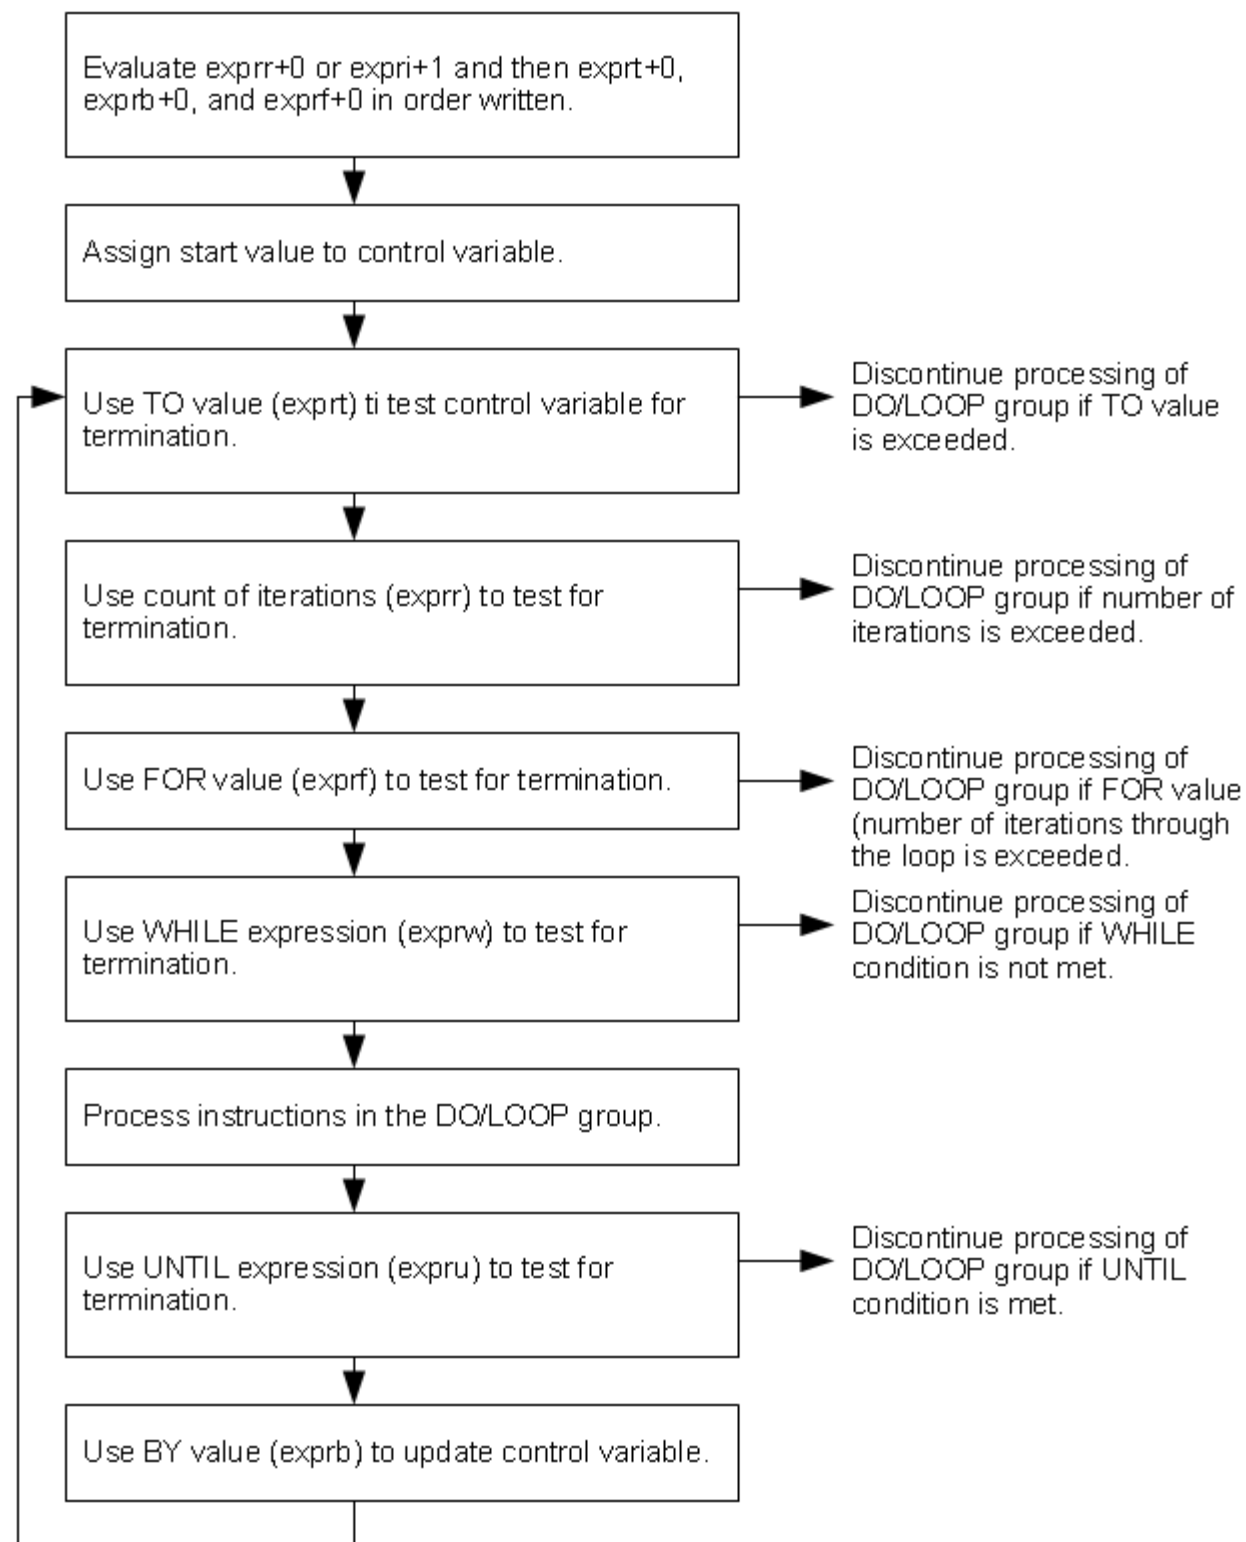 Evaluate exprr+0 or expri+1 and then exprt+0,
exprb+0, and exprf+0 in order written.
Assign start value to control variable.
Use TO value (exprt) ti test control variable for
termination.
Discontinue processing of
DO/LOOP group if TO value
is exceeded.
Use count of iterations (exprr) to test for
termination.
Discontinue processing of
DO/LOOP group if number of
iterations is exceeded.
Use FOR value (exprf) to test for termination.
Discontinue processing of
DO/LOOP group if FOR value
(number of iterations through
the loop is exceeded.
Use WHILE expression (exprw) to test for
termination.
Discontinue processing of
DO/LOOP group if WHILE
condition is not met.
Process instructions in the DO/LOOP group.
Use UNTIL expression (expru) to test for
termination.
Discontinue processing of
DO/LOOP group if UNTIL
condition is met.
Use BY value (exprb) to update control variable.